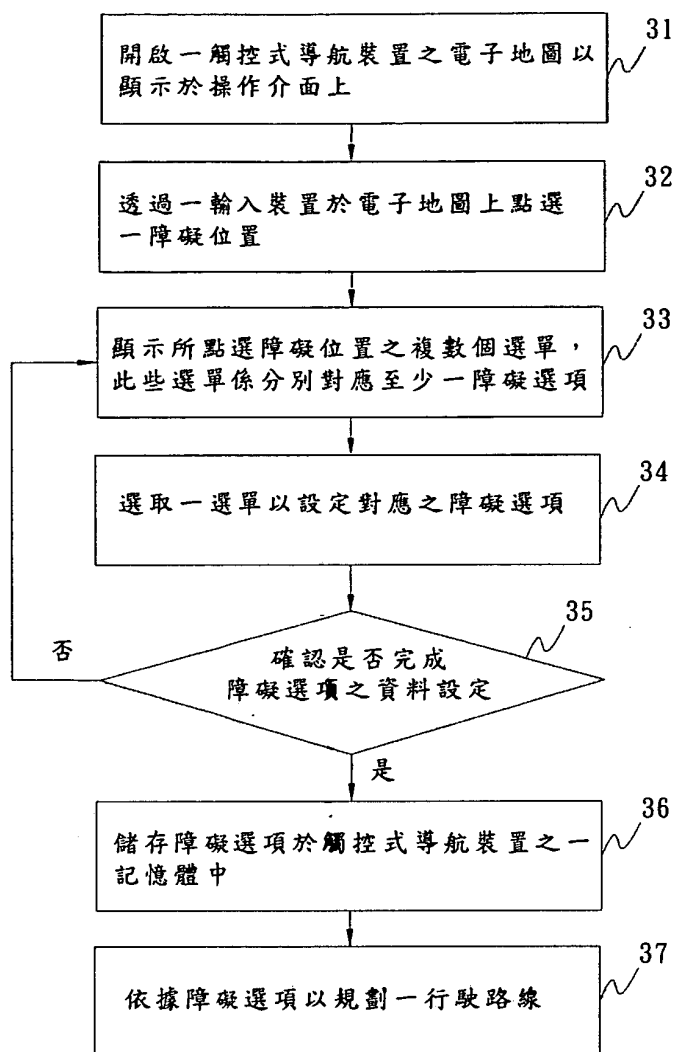 31
開啟一觸控式導航裝置之電子地圖以
顯示於操作介面上
32
透過一輸入裝置於電子地圖上點選
一障礙位置
33
顯示所點選障礙位置之複數個選單，
此些選單係分別對應至少一障礙選項
34
選取一選單以設定對應之障礙選項
35
否
確認是否完成
障礙選項之資料設定
是
36
儲存障礙選項於觸控式導航裝置之一
記憶體中
37
依據障礙選項以規劃一行駛路線